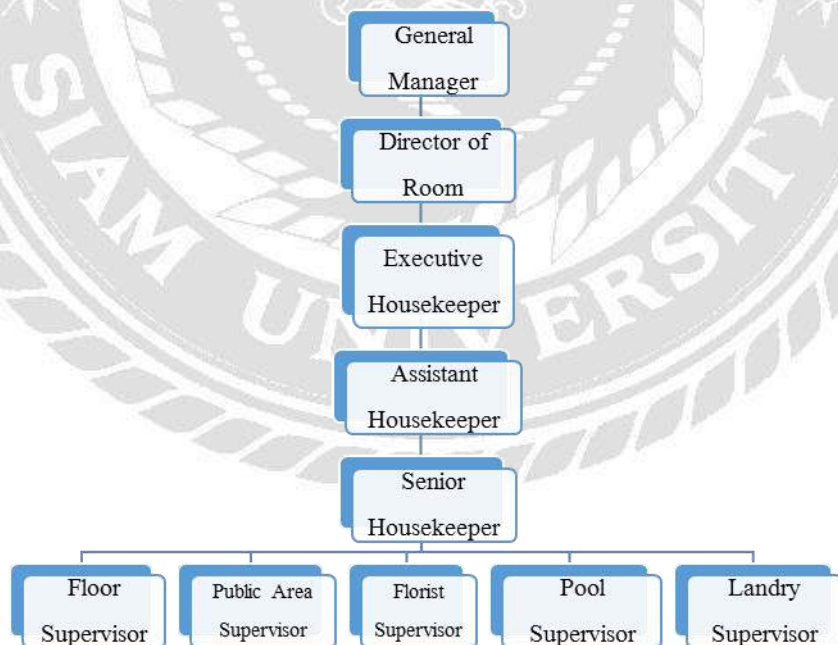 General
Manager
Director of
Room
Executive
Housekeeper
Assistant
Housekeeper
Senior
Housekeeper
Floor
Supervisor
Public Area
Supervisor
Florist
Supervisor
Pool
Supervisor
Landry
Supervisor
SIAM UNIVERSITY